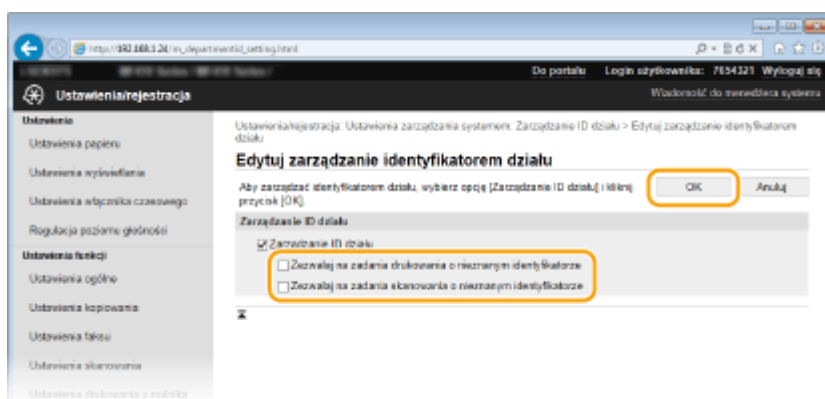 http://192.168.1.24/m_departmentid_setting.html
Do portalu Login użytkownika: 7654321 Wyloguj się
Ustawienia/rejestracja
Wiadomość do menedżera systemu
Ustawienia
Ustawienia papieru
Ustawienia wyświetlania
Ustawienia włącznika czasowego
Regulacja poziomu głośności
Ustawienia funkcji
Ustawienia ogólne
Ustawienia kopiowania
Ustawienia faksu
Ustawienia skanowania
Ustawienia drukowania z nośnika
Ustawienia/rejestracja: Ustawienia zarządzania systemem: Zarządzanie ID działu > Edytuj zarządzanie identyfikatorem
działu
Edytuj zarządzanie identyfikatorem działu
Aby zarządzać identyfikatorem działu, wybierz opcję [Zarządzanie ID działu] i kliknij
przycisk [OK].
OK
Anuluj
Zarządzanie ID działu
Zarządzanie ID działu
Zezwalaj na zadania drukowania o nieznanym identyfikatorze
Zezwalaj na zadania skanowania o nieznanym identyfikatorze